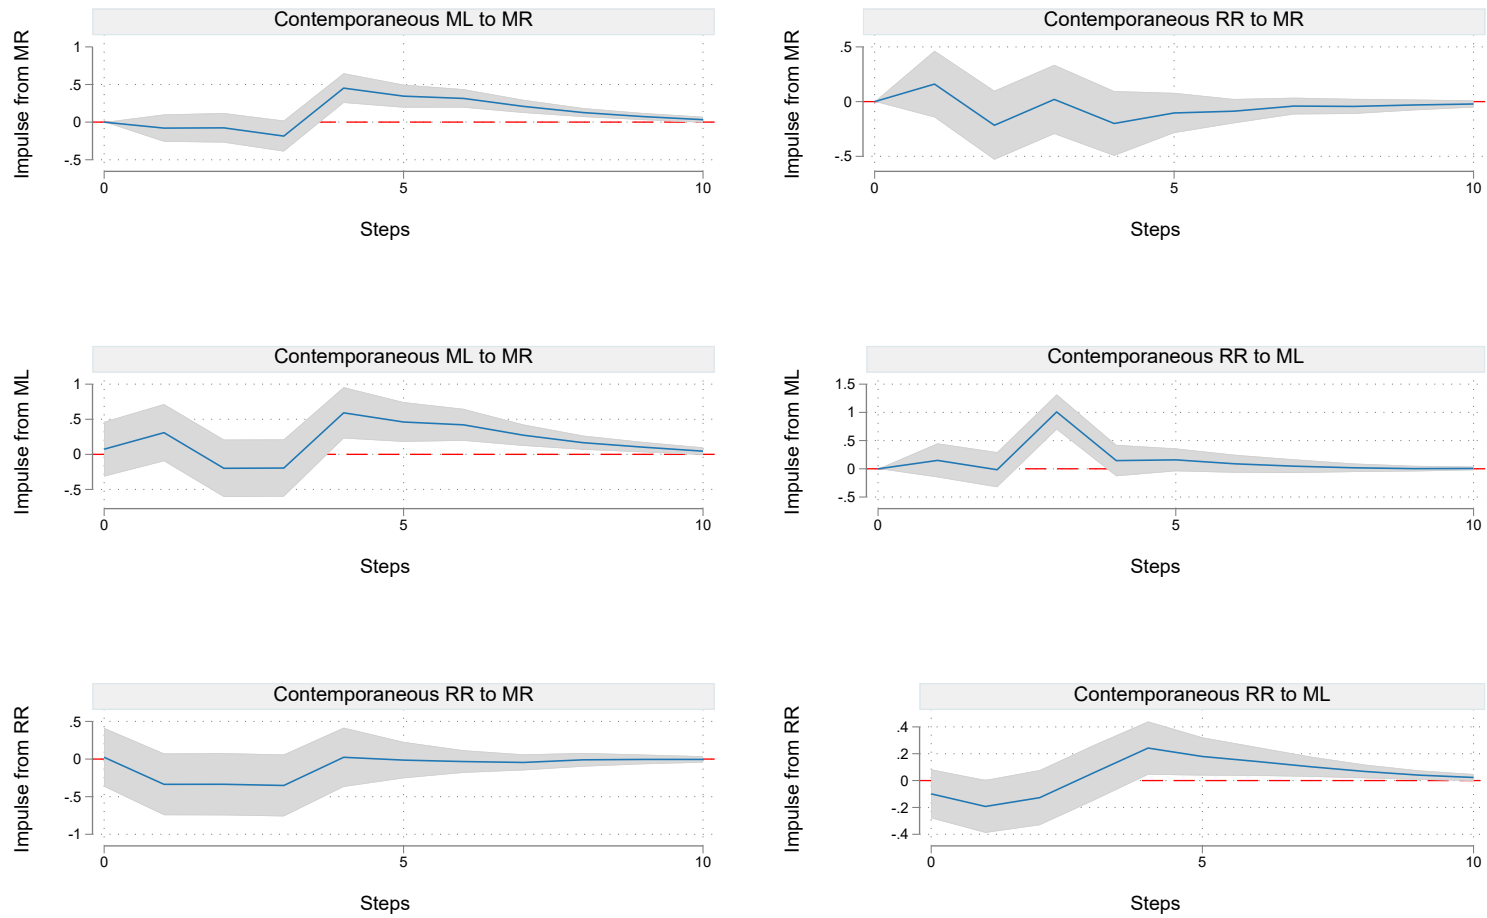 Contemporaneous ML to MR
Impulse from MR
1
.5
0
-.5
0 5 10
Steps
Contemporaneous RR to MR
Impulse from MR
.5
0
-.5
0 5 10
Steps
Contemporaneous ML to MR
Impulse from ML
1
.5
0
-.5
0 5 10
Steps
Contemporaneous RR to ML
Impulse from ML
1.5
1
.5
0
-.5
0 5 10
Steps
Contemporaneous RR to MR
Impulse from RR
.5
0
-.5
-1
0 5 10
Steps
Contemporaneous RR to ML
Impulse from RR
.4
.2
0
-.2
-.4
0 5 10
Steps